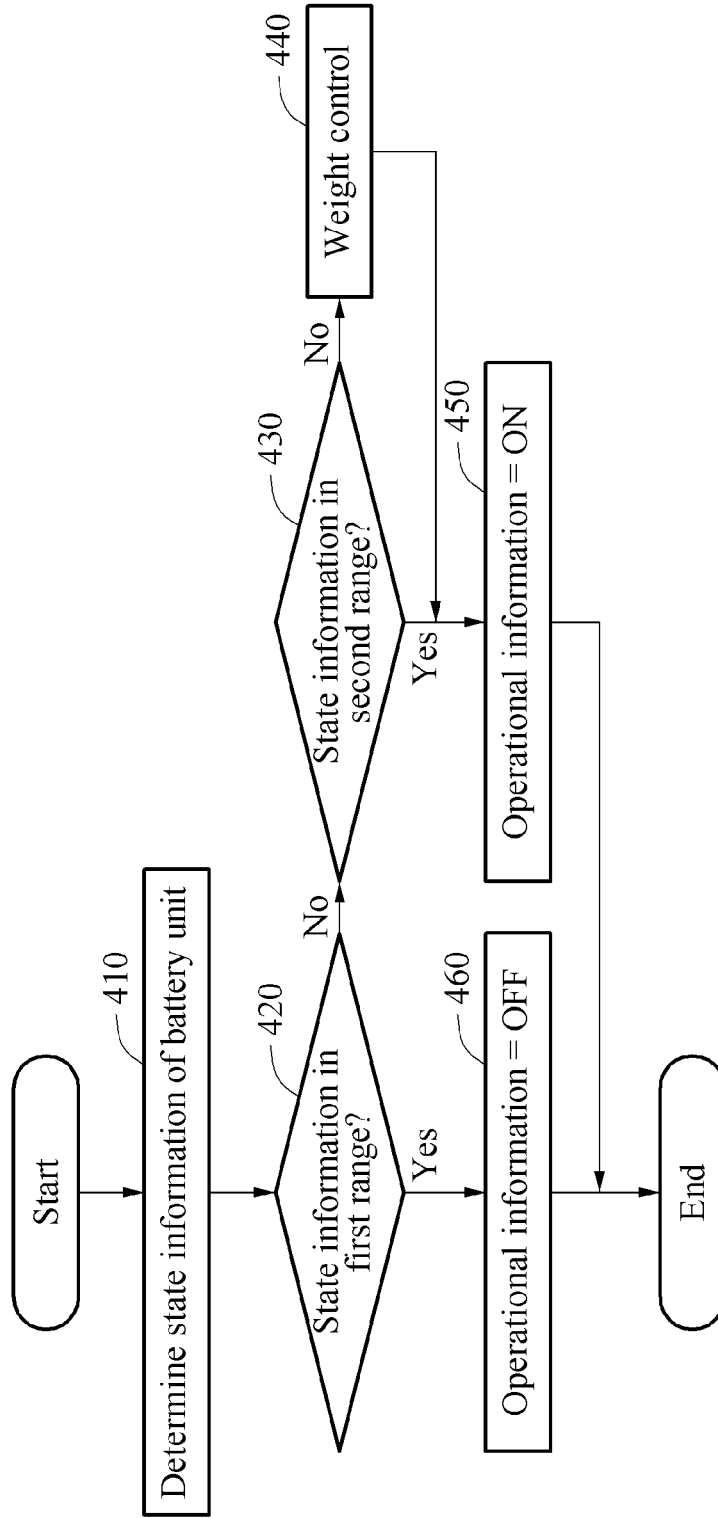 Start
410
Determine state information of battery unit
420
State information in
first range?
No
Yes
430
State information in
second range?
No
Yes
440
Weight control
460
Operational information = OFF
450
Operational information = ON
End